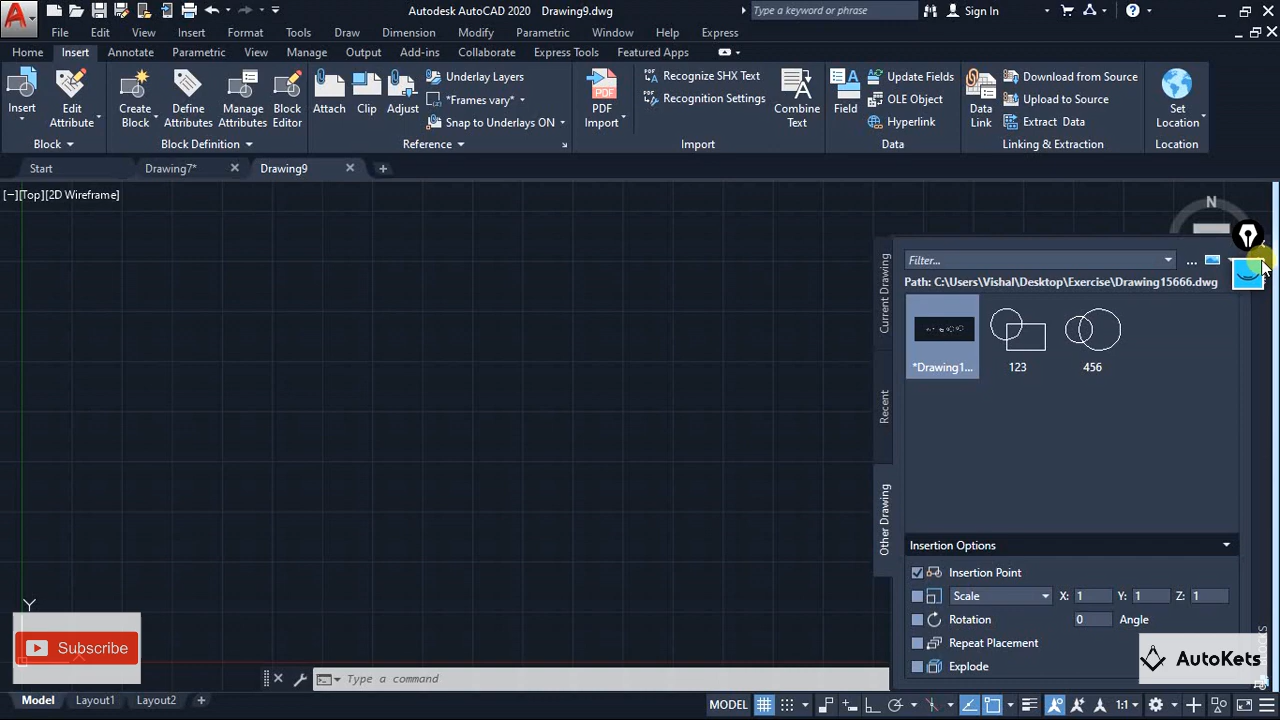 Autodesk AutoCAD 2020 Drawing9.dwg
Type a keyword or phrase
Sign In
File Edit View Insert Format Tools Draw Dimension Modify Parametric Window Help Express
Home Insert Annotate Parametric View Manage Output Add-ins Collaborate Express Tools Featured Apps
Insert
Edit
Attribute
Create
Block
Define
Attributes
Manage
Attributes
Block
Editor
Attach
Clip
Adjust
Underlay Layers
*Frames vary*
Snap to Underlays ON
PDF
PDF
Import
PDF Recognize SHX Text
PDF Recognition Settings
Combine
Text
Field
Update Fields
OLE Object
Hyperlink
Data
Link
Download from Source
Upload to Source
Extract Data
Set
Location
Block
Block Definition
Reference
Import
Data
Linking & Extraction
Location
Start
Drawing7*
Drawing9
[−][Top][2D Wireframe]
N
Current Drawing
Recent
Other Drawing
Filter...
...
Path: C:\Users\Vishal\Desktop\Exercise\Drawing15666.dwg
*Drawing1...
123
456
Insertion Options
Insertion Point
Scale X: 1 Y: 1 Z: 1
Rotation 0 Angle
Repeat Placement
Explode
BLOCKS
AutoKets
Y
Subscribe
Type a command
Model Layout1 Layout2
MODEL
1:1